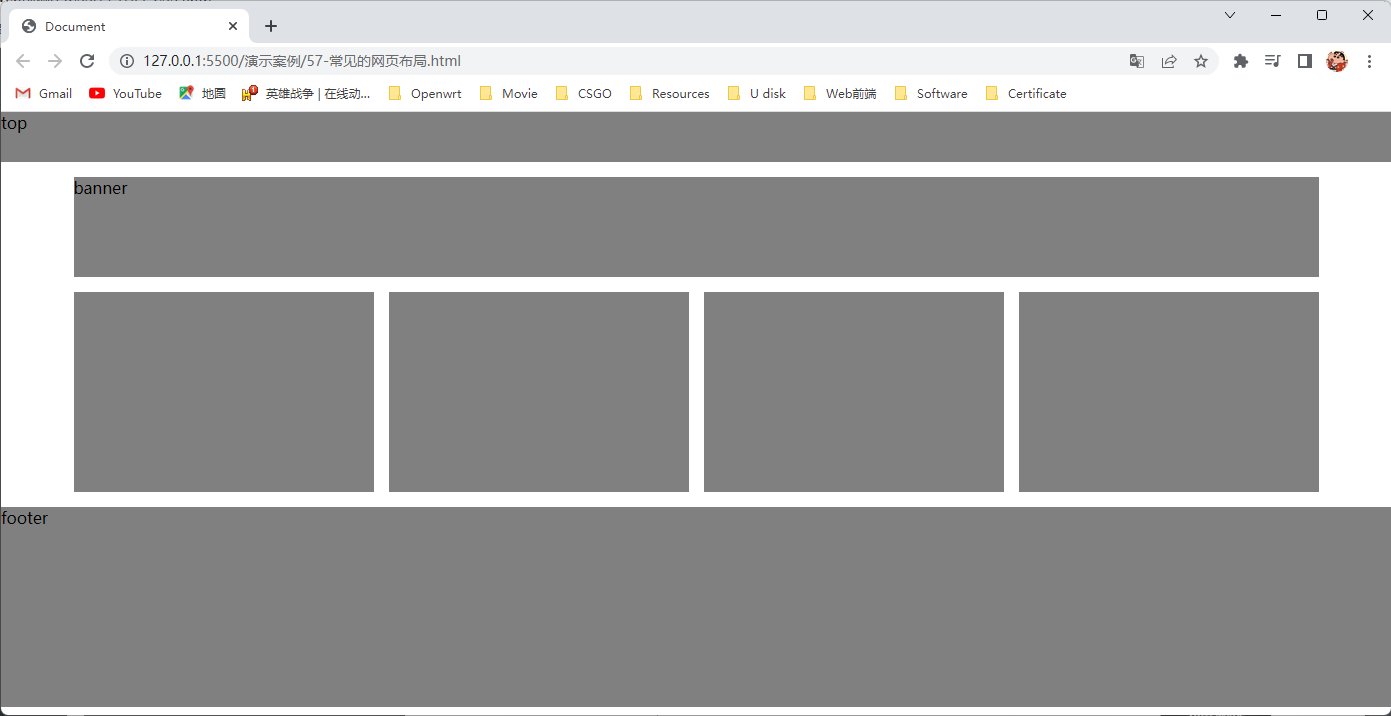 Document
127.0.0.1:5500/演示案例/57-常见的网页布局.html
Gmail YouTube 地图 英雄战争 | 在线动... Openwrt Movie CSGO Resources U disk Web前端 Software Certificate
top
banner
footer